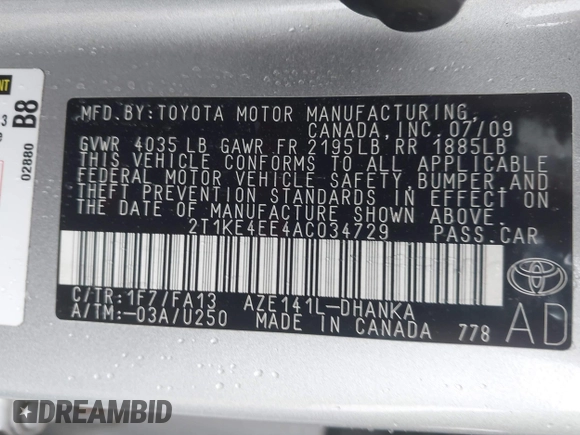 B8
02880
MFD.BY:TOYOTA MOTOR MANUFACTURING,
CANADA,INC.07/09
GVWR 4035LB GAWR FR 2195LB RR 1885LB
THIS VEHICLE CONFORMS TO ALL APPLICABLE
FEDERAL MOTOR VEHICLE SAFETY,BUMPER,AND
THEFT PREVENTION STANDARDS IN EFFECT ON
THE DATE OF MANUFACTURE SHOWN ABOVE.
2T1KE4EE4AC034729 PASS.CAR
C/TR:1F7/FA13 AZE141L-DHANKA
A/TM:-03A/U250 MADE IN CANADA 778
AD
DREAMBID